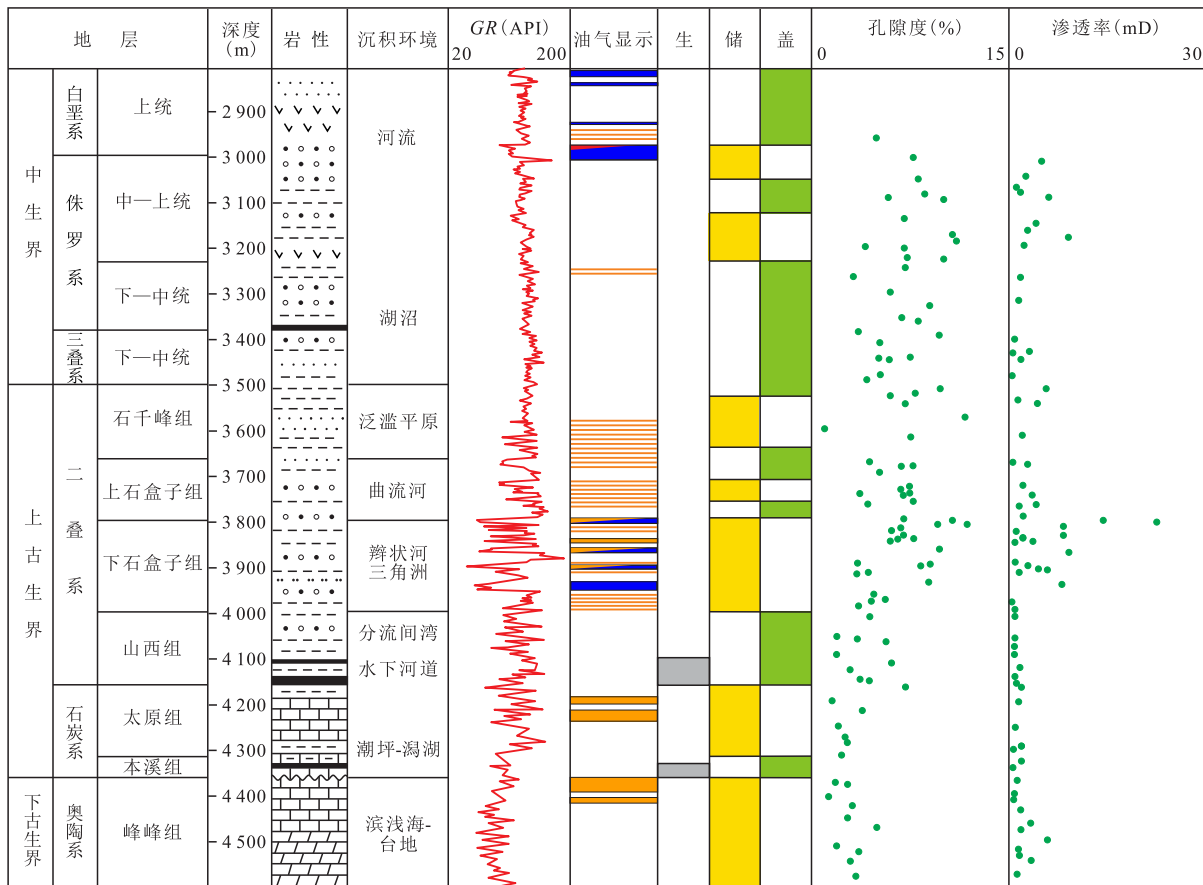 地 层
深度
(m)
岩 性
沉积环境
GR(API)
20 200
油气显示
生
储
盖
孔隙度(%)
0 15
渗透率(mD)
0 30
中生界
白垩系
上统
侏罗系
中—上统
下—中统
三叠系
下—中统
上古生界
二叠系
石千峰组
上石盒子组
下石盒子组
山西组
石炭系
太原组
本溪组
下古生界
奥陶系
峰峰组
2 900
3 000
3 100
3 200
3 300
3 400
3 500
3 600
3 700
3 800
3 900
4 000
4 100
4 200
4 300
4 400
4 500
河流
湖沼
泛滥平原
曲流河
辫状河
三角洲
分流间湾
水下河道
潮坪-潟湖
滨浅海-
台地